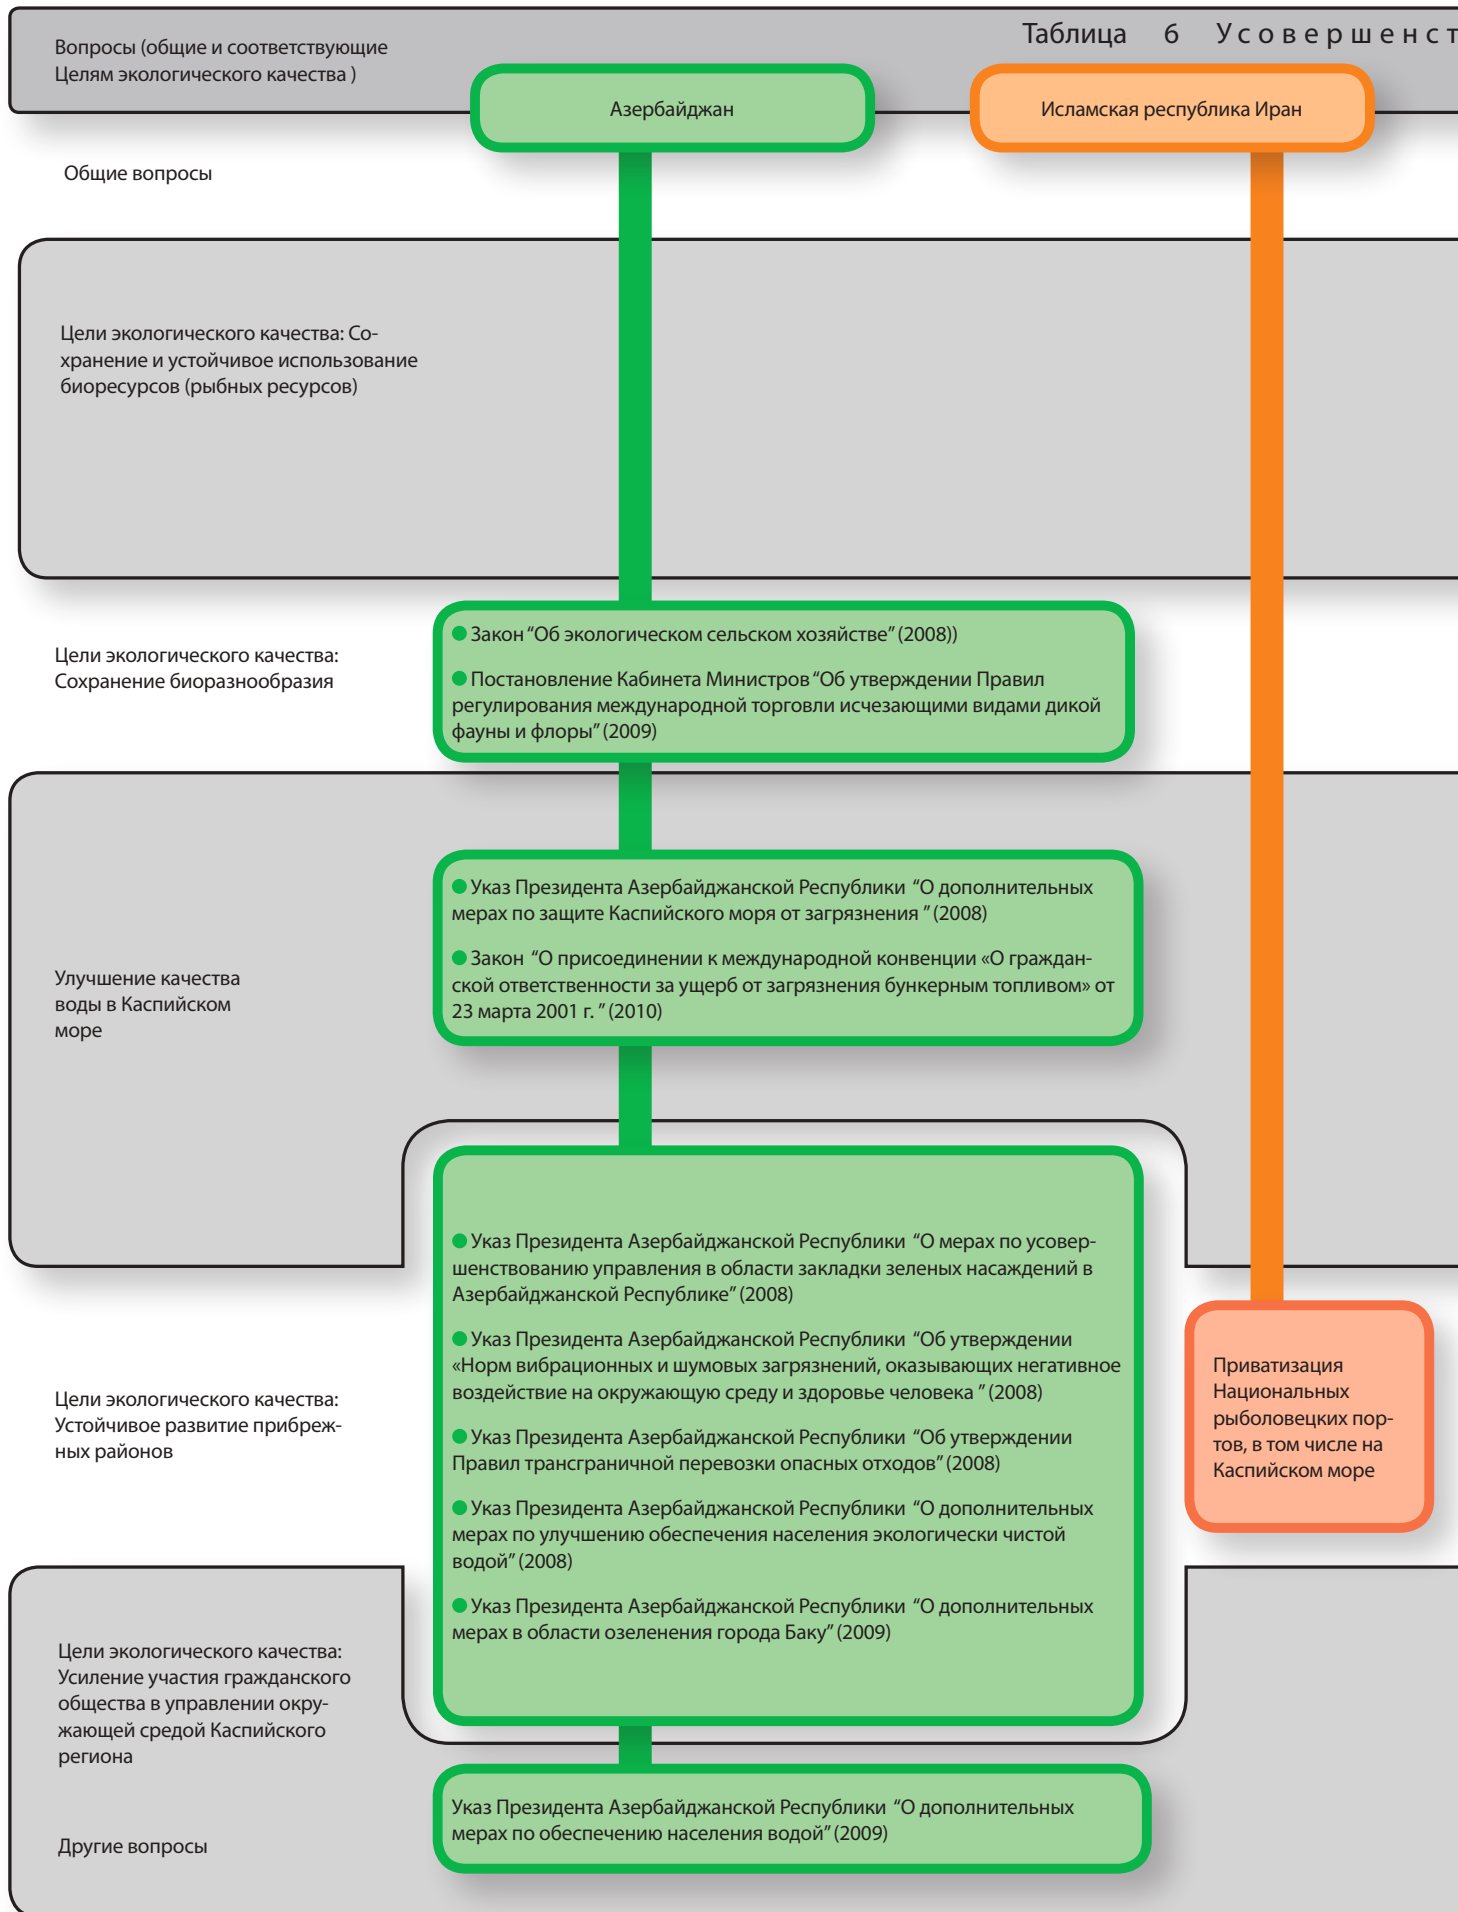 Таблица 6 Усовершенст
Вопросы (общие и соответствующие
Целям экологического качества )
Азербайджан
Исламская республика Иран
Общие вопросы
Цели экологического качества: Со-
хранение и устойчивое использование
биоресурсов (рыбных ресурсов)
Цели экологического качества:
Сохранение биоразнообразия
● Закон “Об экологическом сельском хозяйстве” (2008))
● Постановление Кабинета Министров “Об утверждении Правил
регулирования международной торговли исчезающими видами дикой
фауны и флоры” (2009)
Улучшение качества
воды в Каспийском
море
● Указ Президента Азербайджанской Республики “О дополнительных
мерах по защите Каспийского моря от загрязнения ” (2008)
● Закон “О присоединении к международной конвенции «О граждан-
ской ответственности за ущерб от загрязнения бункерным топливом» от
23 марта 2001 г. ” (2010)
Цели экологического качества:
Устойчивое развитие прибреж-
ных районов
● Указ Президента Азербайджанской Республики “О мерах по усовер-
шенствованию управления в области закладки зеленых насаждений в
Азербайджанской Республике” (2008)
● Указ Президента Азербайджанской Республики “Об утверждении
«Норм вибрационных и шумовых загрязнений, оказывающих негативное
воздействие на окружающую среду и здоровье человека ” (2008)
● Указ Президента Азербайджанской Республики “Об утверждении
Правил трансграничной перевозки опасных отходов” (2008)
● Указ Президента Азербайджанской Республики “О дополнительных
мерах по улучшению обеспечения населения экологически чистой
водой” (2008)
● Указ Президента Азербайджанской Республики “О дополнительных
мерах в области озеленения города Баку” (2009)
Приватизация
Национальных
рыболовецких пор-
тов, в том числе на
Каспийском море
Цели экологического качества:
Усиление участия гражданского
общества в управлении окру-
жающей средой Каспийского
региона
Другие вопросы
Указ Президента Азербайджанской Республики “О дополнительных
мерах по обеспечению населения водой” (2009)